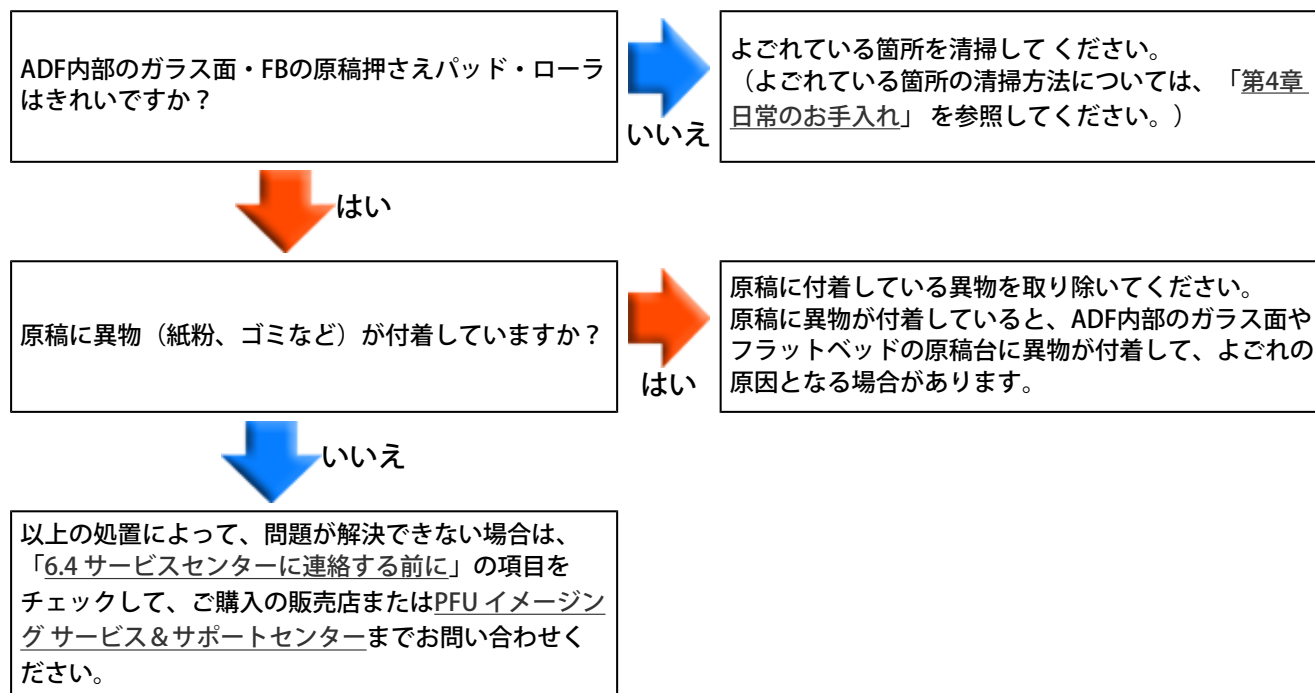 ADF内部のガラス面・FBの原稿押さえパッド・ローラ
はきれいですか？
いいえ
よごれている箇所を清掃して ください。
（よごれている箇所の清掃方法については、「第4章
日常のお手入れ」 を参照してください。）
はい
原稿に異物（紙粉、ゴミなど）が付着していますか？
はい
原稿に付着している異物を取り除いてください。
原稿に異物が付着していると、ADF内部のガラス面や
フラットベッドの原稿台に異物が付着して、よごれの
原因となる場合があります。
いいえ
以上の処置によって、問題が解決できない場合は、
「6.4 サービスセンターに連絡する前に」の項目を
チェックして、ご購入の販売店またはPFU イメージン
グ サービス＆サポートセンターまでお問い合わせく
ださい。